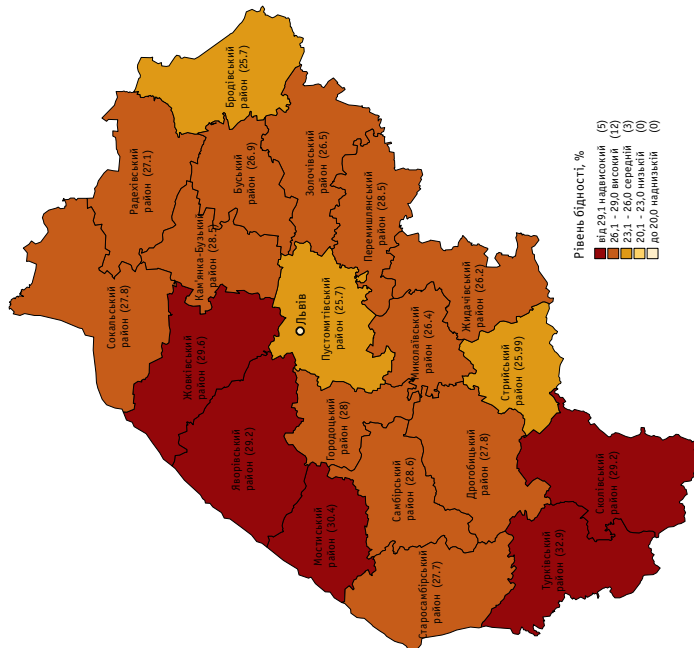 Сокальський
район (27.8)
Радехівський
район (27.1)
Бродівський
район (25.7)
Кам'янка-Бузький
район (28.5)
Буський
район (26.9)
Золочівський
район (26.5)
Перемишлянський
район (28.5)
Жовківський
район (29.6)
Яворівський
район (29.2)
Львів
Пустомитівський
район (25.7)
Мостиський
район (30.4)
Городоцький
район (28)
Миколаївський
район (26.4)
Жидачівський
район (26.2)
Самбірський
район (28.6)
Дрогобицький
район (27.8)
Стрийський
район (25.99)
Старосамбірський
район (27.7)
Турківський
район (32.9)
Сколівський
район (29.2)
Рівень бідності, %
від 29,1 надвисокий (5)
26,1 – 29,0 високий (12)
23,1 – 26,0 середній (3)
20,1 – 23,0 низькій (0)
до 20,0 наднизькій (0)